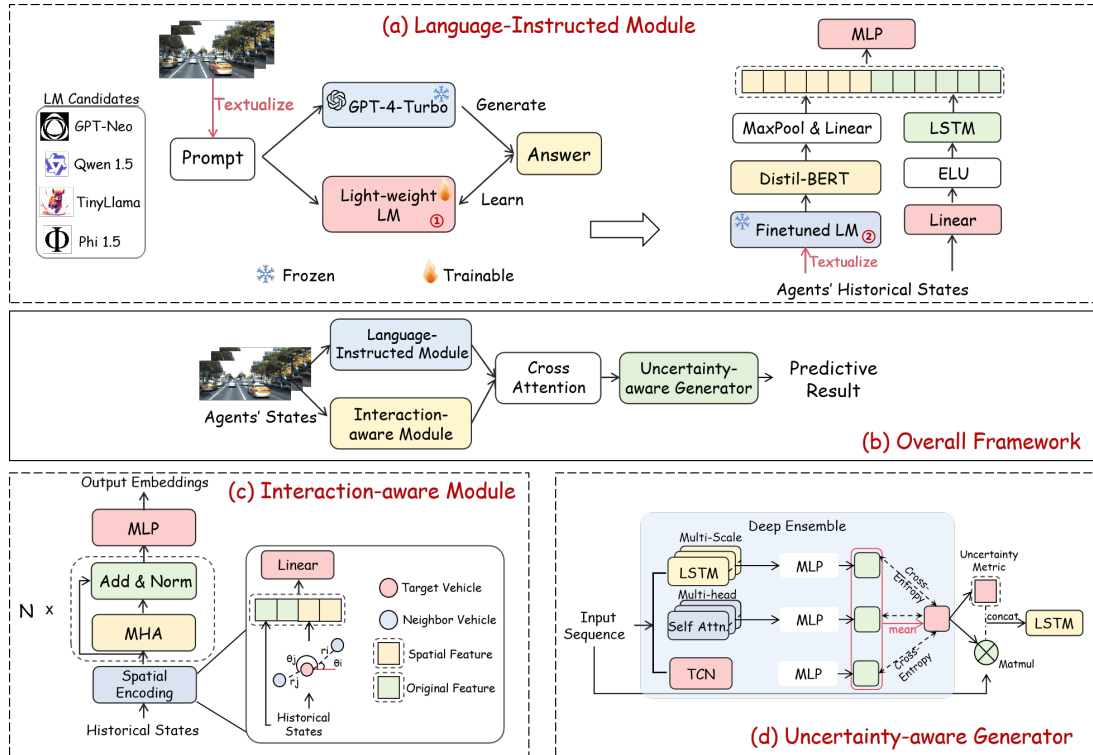 (a) Language-Instructed Module
LM Candidates
GPT-Neo
Qwen 1.5
TinyLlama
Phi 1.5
Textualize
Prompt
GPT-4-Turbo
Generate
Answer
Light-weight
LM
①
Learn
Frozen
Trainable
MLP
MaxPool & Linear
LSTM
Distil-BERT
ELU
Finetuned LM
②
Linear
Textualize
Agents' Historical States
Agents' States
Language-
Instructed Module
Interaction-
aware Module
Cross
Attention
Uncertainty-
aware Generator
Predictive
Result
(b) Overall Framework
(c) Interaction-aware Module
Output Embeddings
MLP
Add & Norm
MHA
N x
Spatial
Encoding
Historical States
Linear
θj
ri
rj
θi
Historical
States
Target Vehicle
Neighbor Vehicle
Spatial Feature
Original Feature
Deep Ensemble
Multi-Scale
LSTM
MLP
Multi-head
Self Attn.
MLP
Input
Sequence
TCN
MLP
Cross-
Entropy
mean
Cross-
Entropy
Uncertainty
Metric
concat
LSTM
Matmul
(d) Uncertainty-aware Generator